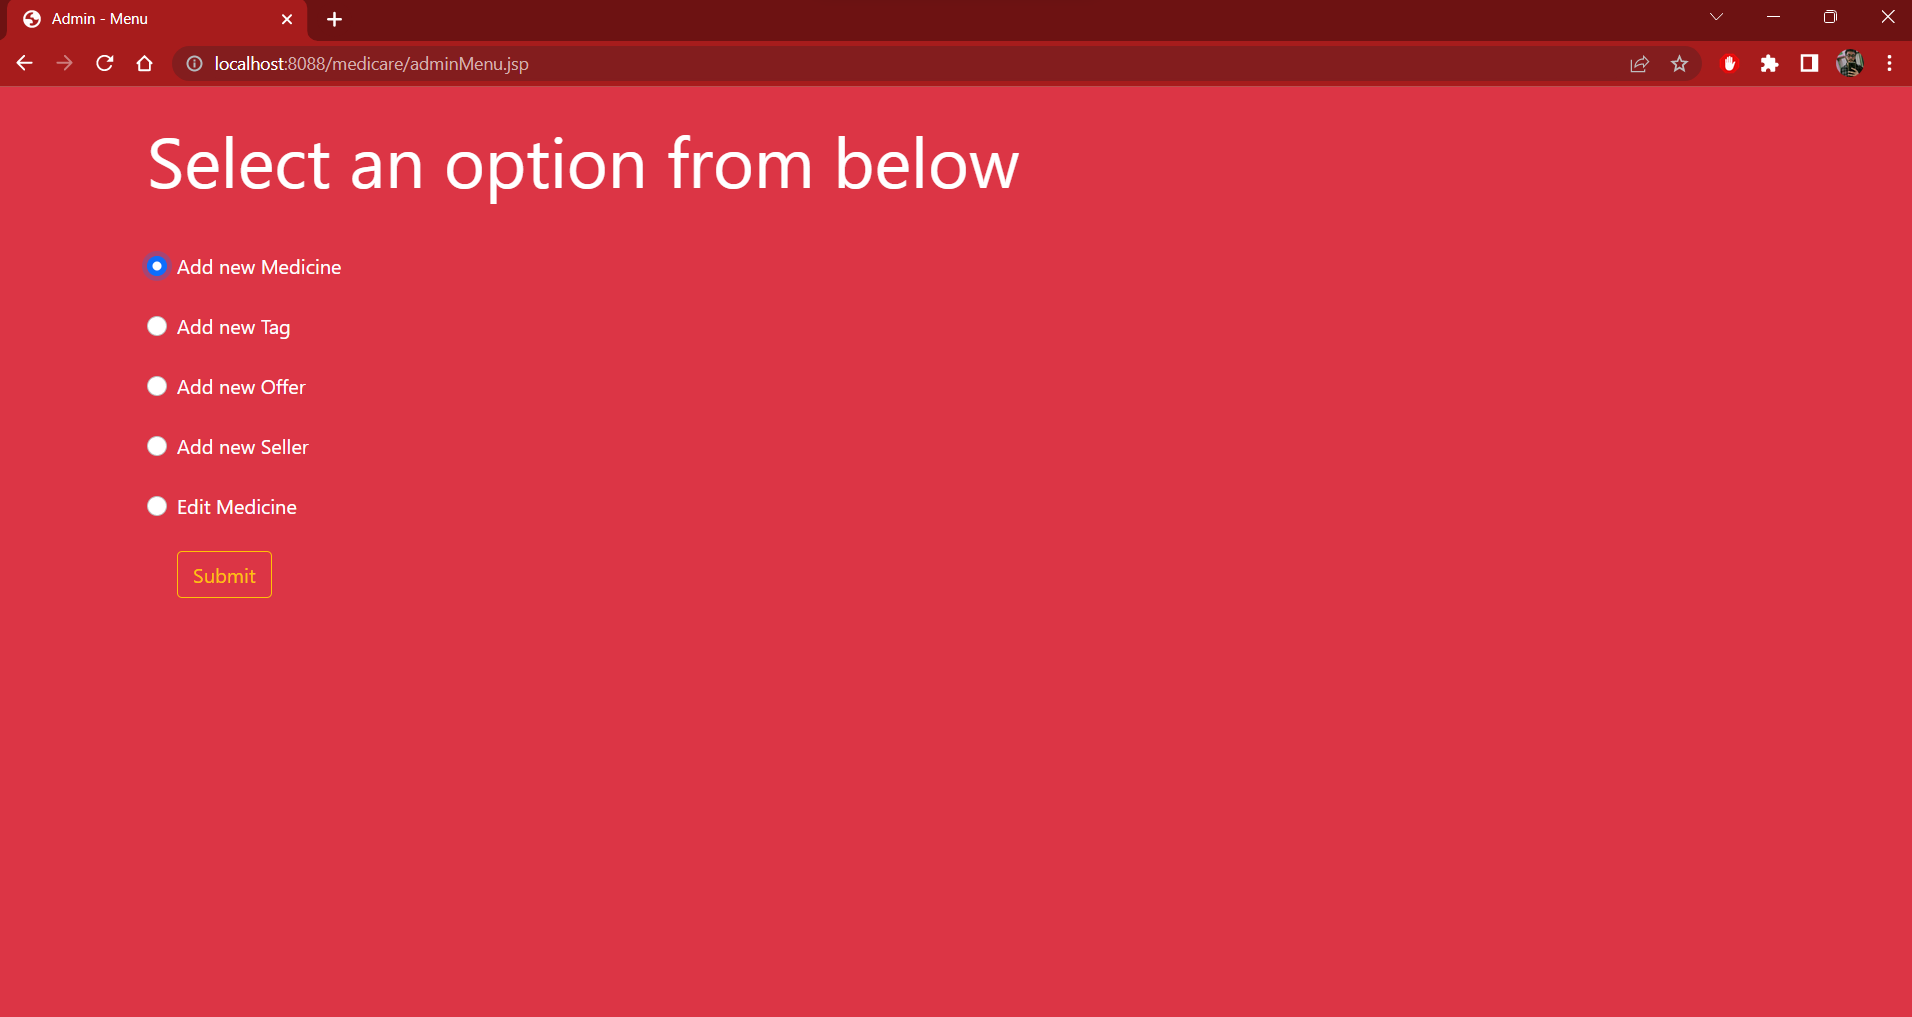 Admin - Menu
localhost:8088/medicare/adminMenu.jsp
Select an option from below
Add new Medicine
Add new Tag
Add new Offer
Add new Seller
Edit Medicine
Submit